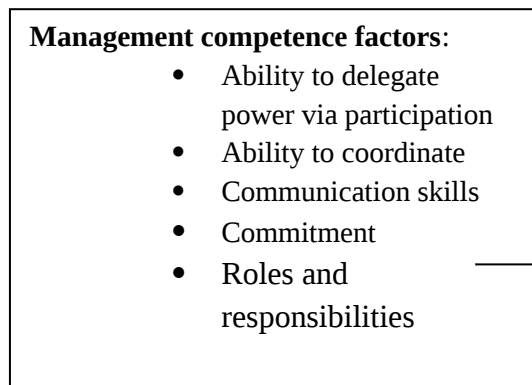 Management competence factors:
• Ability to delegate
power via participation
• Ability to coordinate
• Communication skills
• Commitment
• Roles and
responsibilities